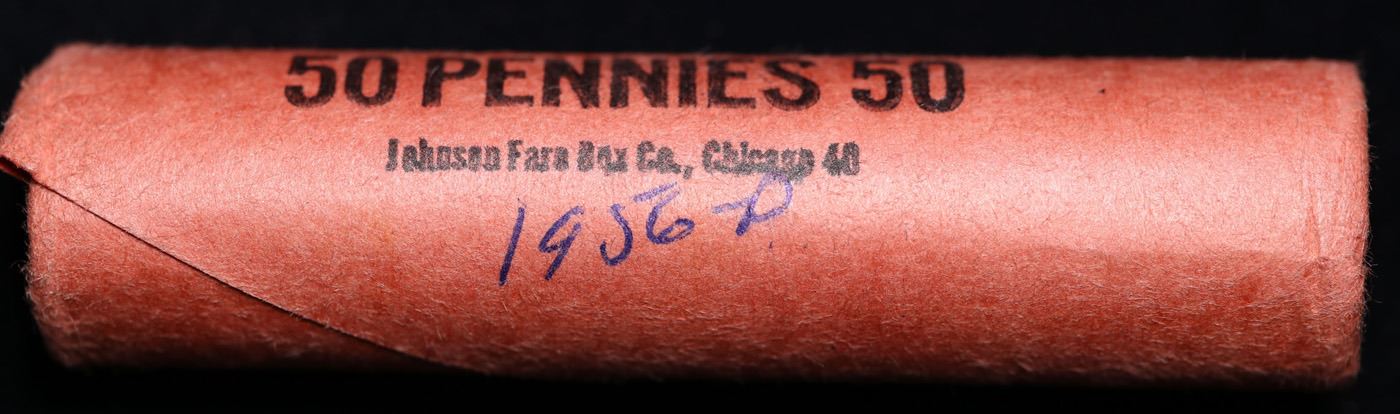 50 PENNIES 50
Johnson Fare Box Co., Chicago 40
1956-D